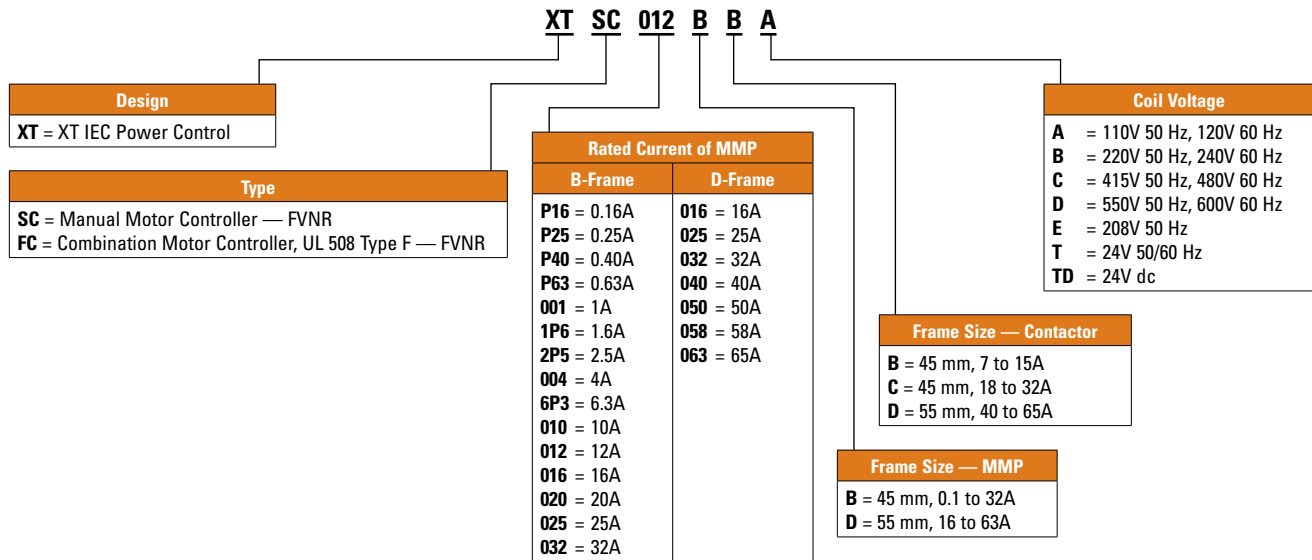 XT SC 012 B B A
Design
XT = XT IEC Power Control
Type
SC = Manual Motor Controller — FVNR
FC = Combination Motor Controller, UL 508 Type F — FVNR
Rated Current of MMP
B-Frame
P16 = 0.16A
P25 = 0.25A
P40 = 0.40A
P63 = 0.63A
001 = 1A
1P6 = 1.6A
2P5 = 2.5A
004 = 4A
6P3 = 6.3A
010 = 10A
012 = 12A
016 = 16A
020 = 20A
025 = 25A
032 = 32A
D-Frame
016 = 16A
025 = 25A
032 = 32A
040 = 40A
050 = 50A
058 = 58A
063 = 65A
Frame Size — MMP
B = 45 mm, 0.1 to 32A
D = 55 mm, 16 to 63A
Frame Size — Contactor
B = 45 mm, 7 to 15A
C = 45 mm, 18 to 32A
D = 55 mm, 40 to 65A
Coil Voltage
A = 110V 50 Hz, 120V 60 Hz
B = 220V 50 Hz, 240V 60 Hz
C = 415V 50 Hz, 480V 60 Hz
D = 550V 50 Hz, 600V 60 Hz
E = 208V 50 Hz
T = 24V 50/60 Hz
TD = 24V dc